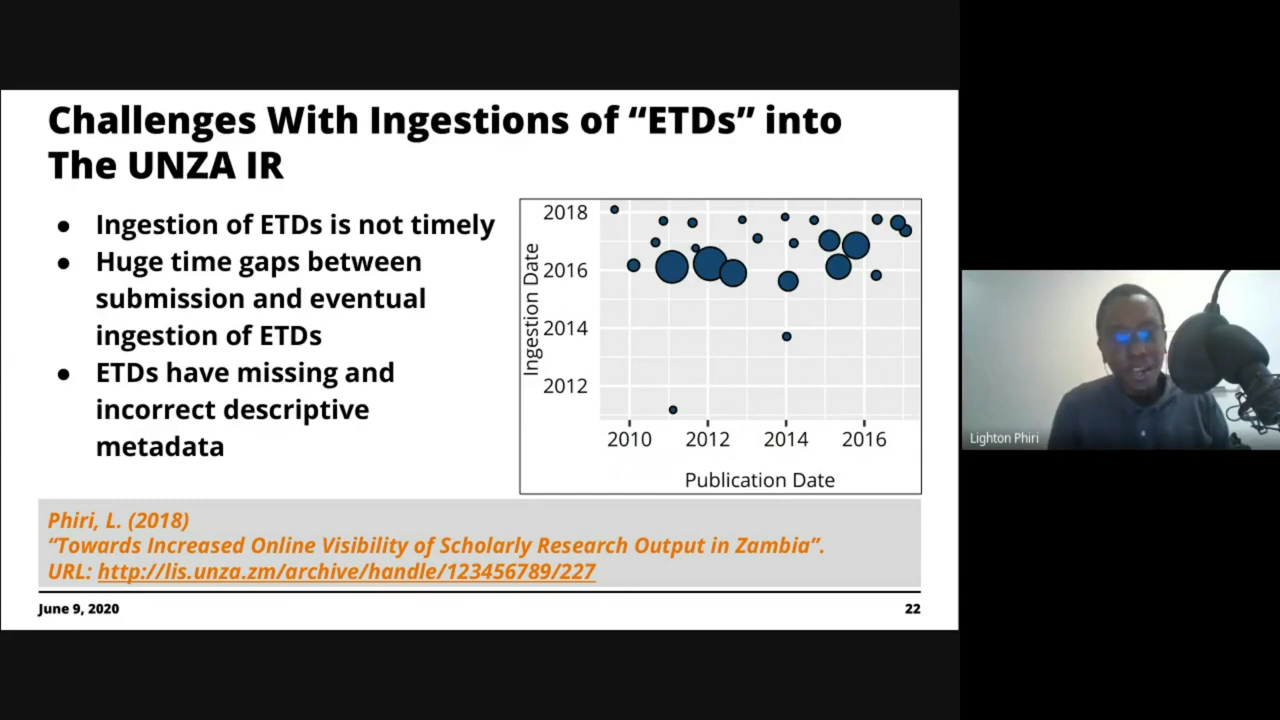 Challenges With Ingestions of “ETDs” into
The UNZA IR
● Ingestion of ETDs is not timely
● Huge time gaps between
submission and eventual
ingestion of ETDs
● ETDs have missing and
incorrect descriptive
metadata
Ingestion Date
2018
2016
2014
2012
2010 2012 2014 2016
Publication Date
Phiri, L. (2018)
“Towards Increased Online Visibility of Scholarly Research Output in Zambia”.
URL: http://lis.unza.zm/archive/handle/123456789/227
June 9, 2020
22
Lighton Phiri